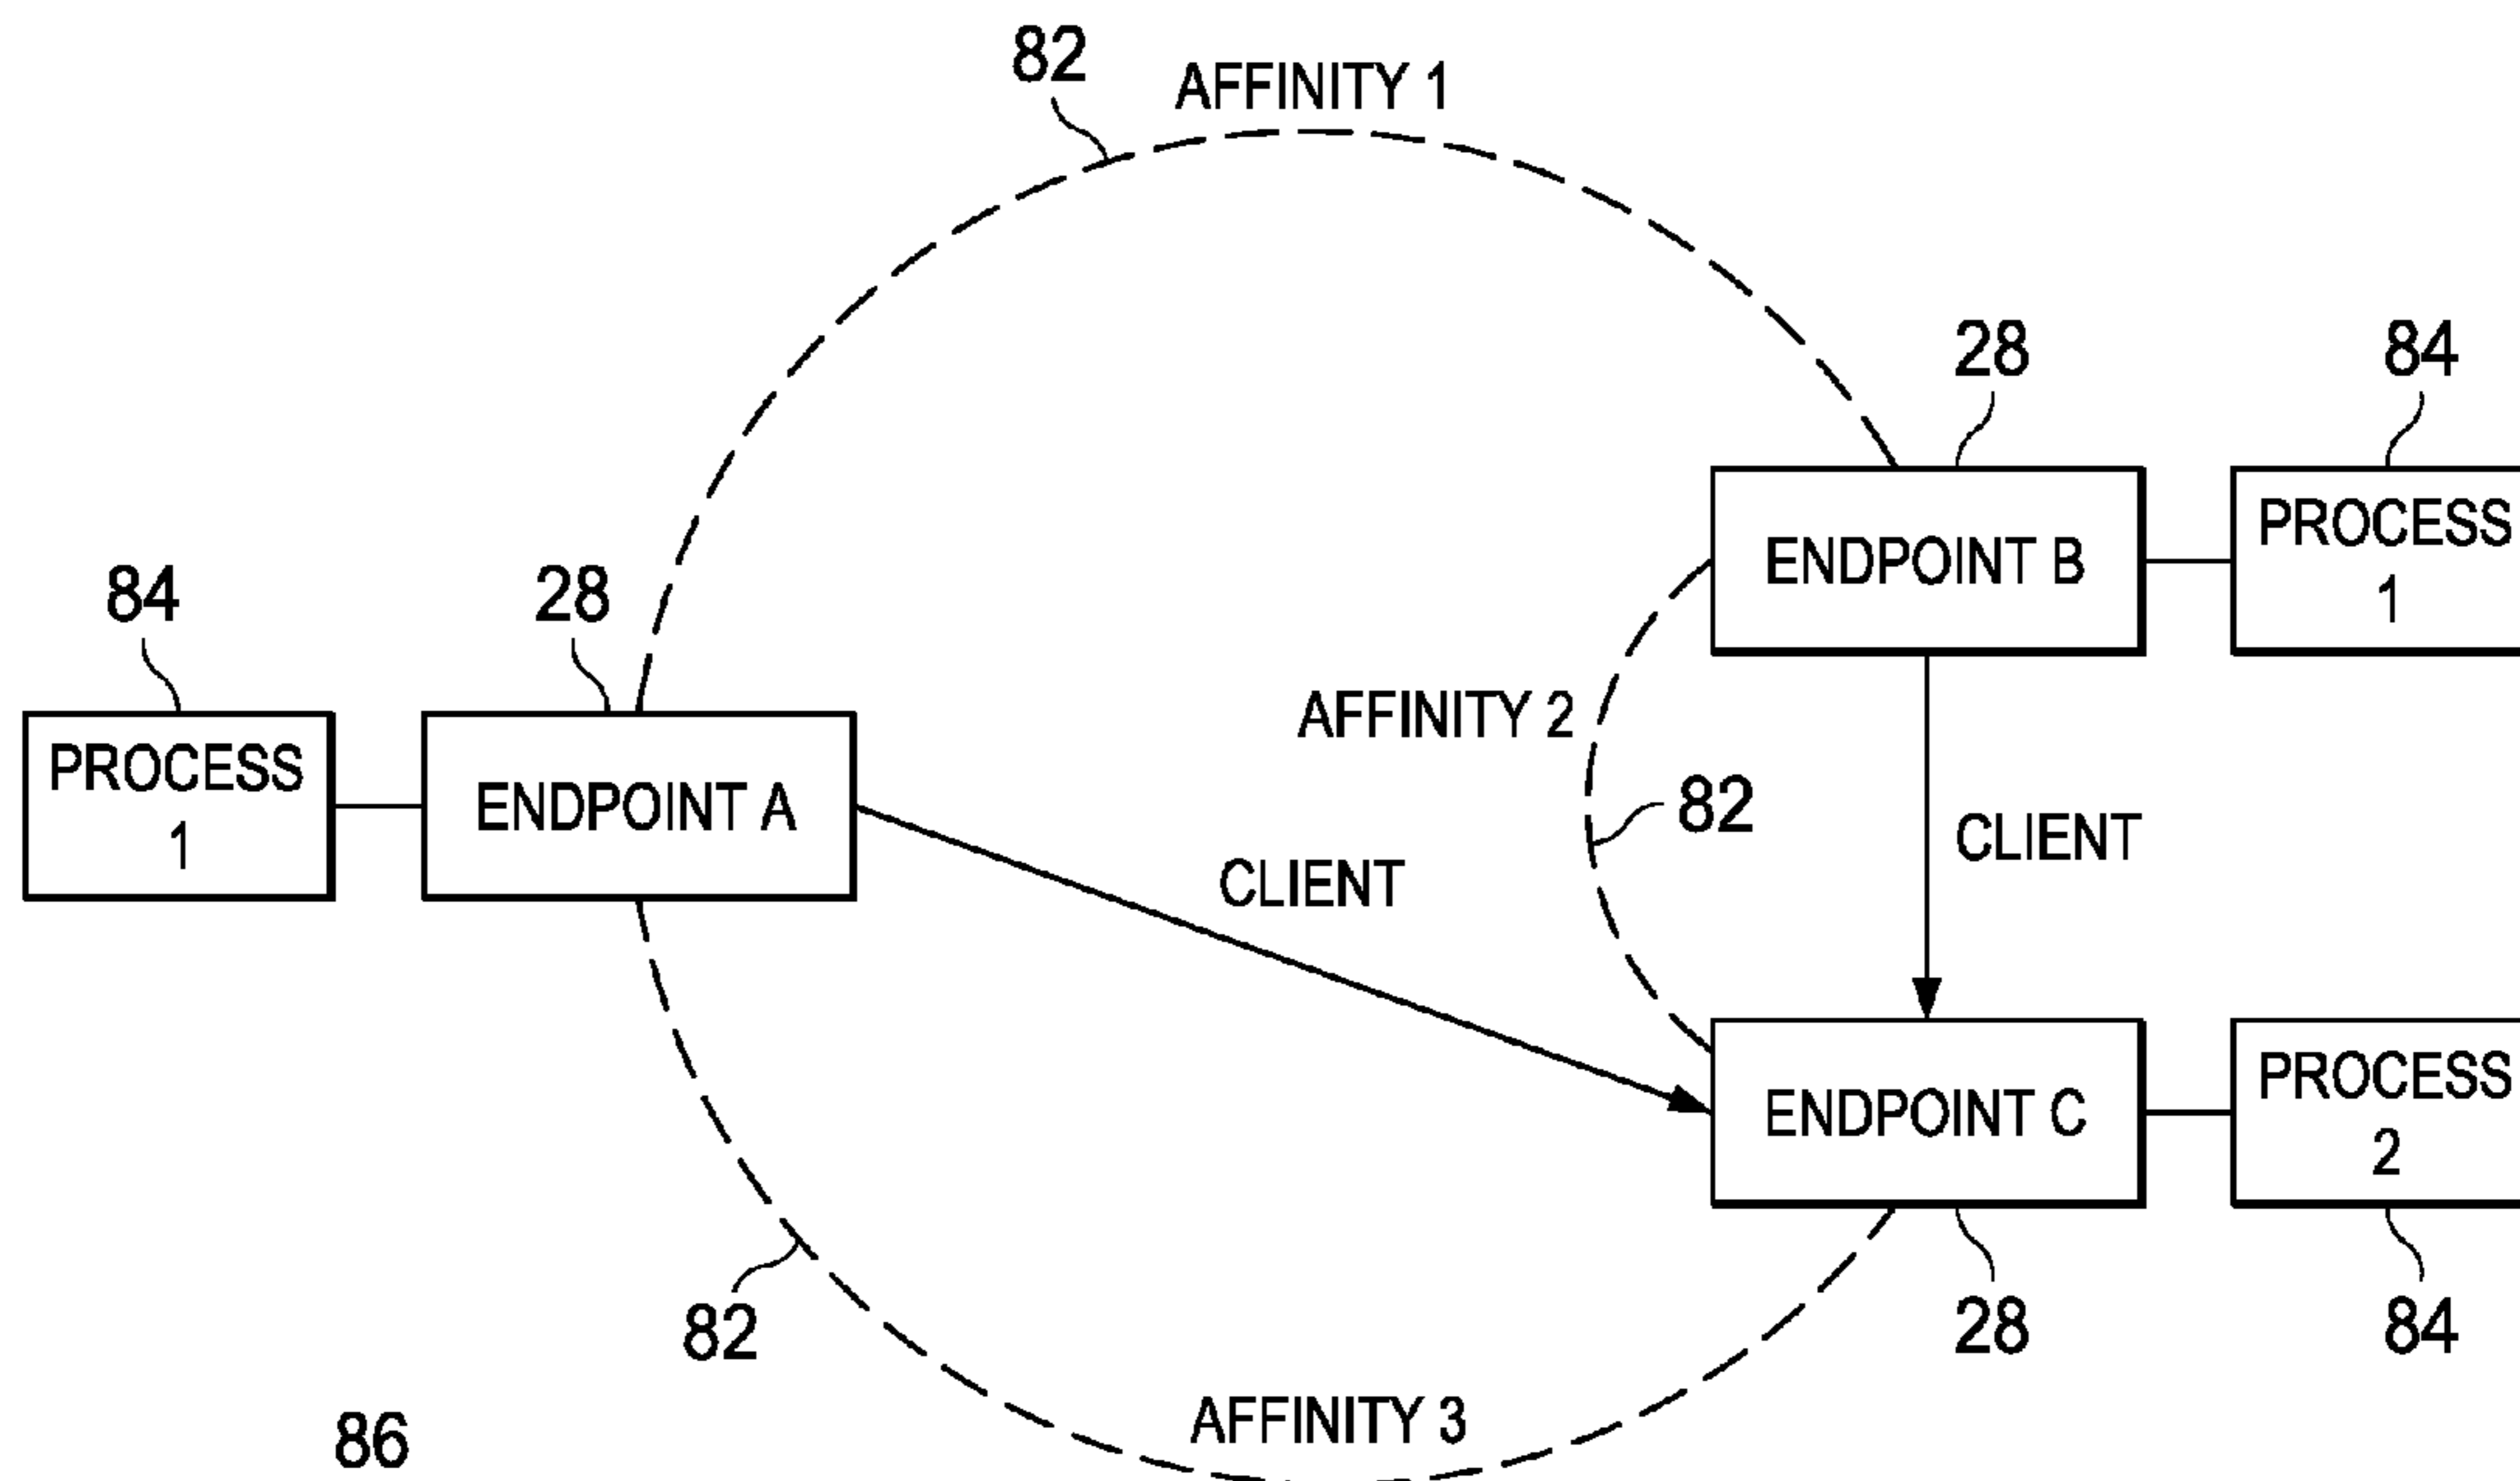 82
AFFINITY 1
28
84
ENDPOINT B
PROCESS
1
84
28
PROCESS
1
ENDPOINT A
AFFINITY 2
82
CLIENT
CLIENT
ENDPOINT C
PROCESS
2
82
28
84
AFFINITY 3
86